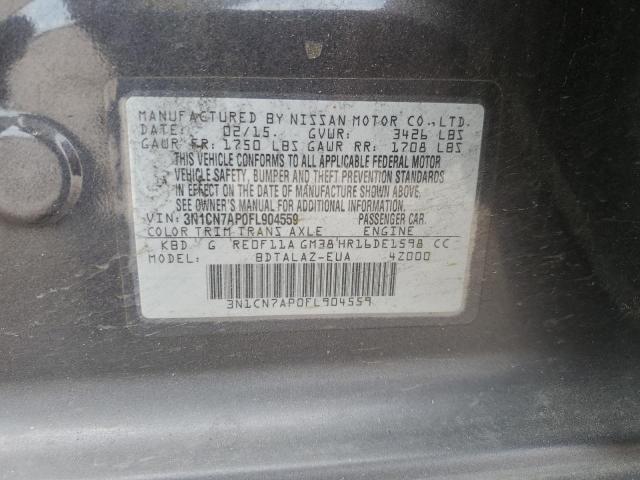 MANUFACTURED BY NISSAN MOTOR CO.,LTD.
DATE: 02/15. GVWR: 3426 LBS
GAWR FR: 1750 LBS GAWR RR: 1708 LBS
THIS VEHICLE CONFORMS TO ALL APPLICABLE FEDERAL MOTOR
VEHICLE SAFETY, BUMPER AND THEFT PREVENTION STANDARDS
IN EFFECT ON THE DATE OF MANUFACTURE SHOWN ABOVE.
SEE OWNER'S MANUAL FOR ADDITIONAL INFORMATION.
VIN: 3N1CN7AP0FL904559 PASSENGER CAR.
COLOR TRIM TRANS AXLE ENGINE
KBD G RE0F11A GM38 HR16DE1598 CC
MODEL: BDTALAZ-EUA 4Z000
3N1CN7AP0FL904559